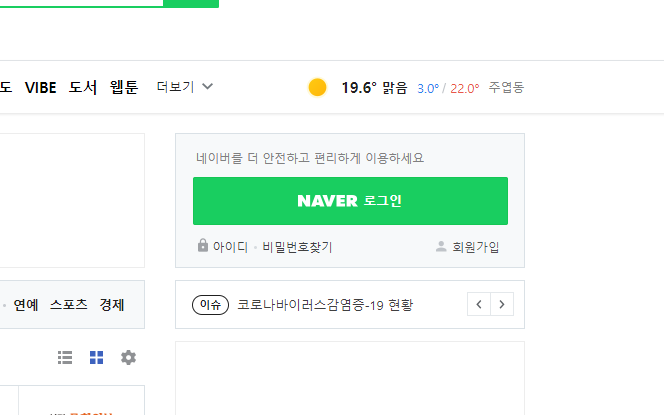 도 VIBE 도서 웹툰 더보기
19.6° 맑음 3.0° / 22.0° 주엽동
네이버를 더 안전하고 편리하게 이용하세요
NAVER 로그인
아이디 · 비밀번호찾기
회원가입
연예 스포츠 경제
이슈 코로나바이러스감염증-19 현황